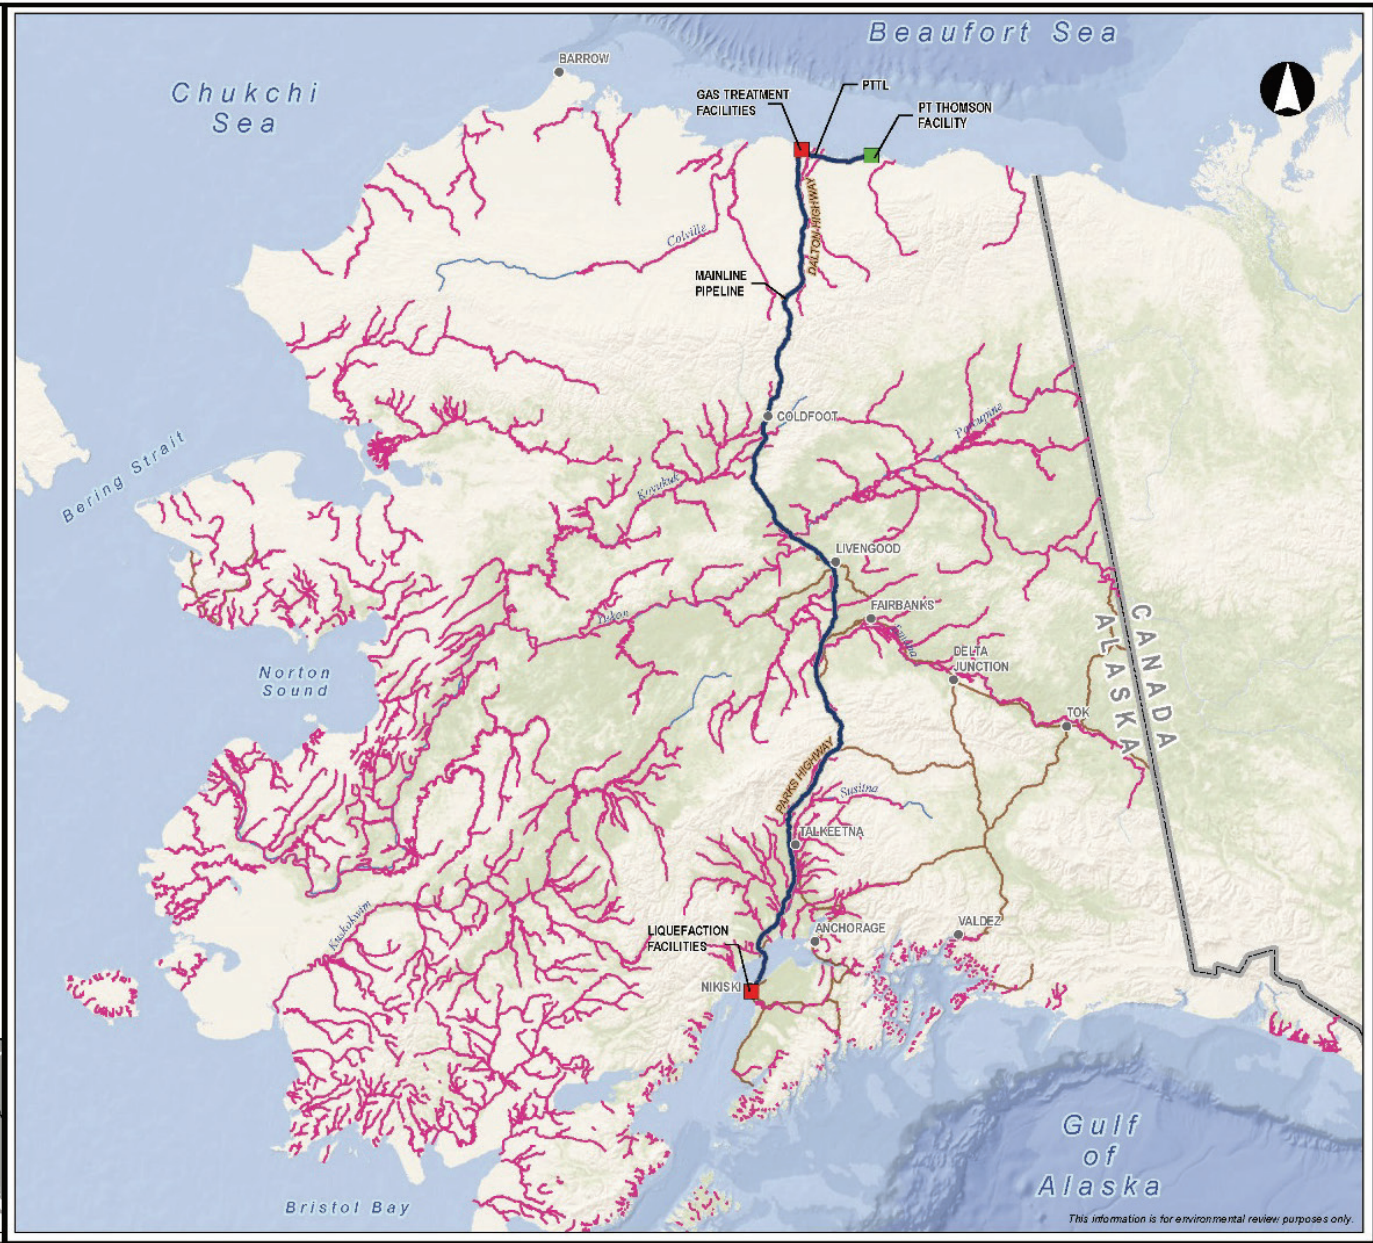 Beaufort Sea
BARROW
Chukchi
Sea
PTTL
GAS TREATMENT
FACILITIES
PT THOMSON
FACILITY
DALTON HIGHWAY
Colville
MAINLINE
PIPELINE
COLDFOOT
Porcupine
Bering Strait
Koyukuk
LIVENGOOD
FAIRBANKS
Yukon
Tanana
CANADA
ALASKA
DELTA
JUNCTION
Norton
Sound
TOK
PARKS HIGHWAY
Susitna
TALKEETNA
Kuskokwim
LIQUEFACTION
FACILITIES
ANCHORAGE
VALDEZ
NIKISKI
Gulf
of
Alaska
Bristol Bay
This information is for environmental review purposes only.